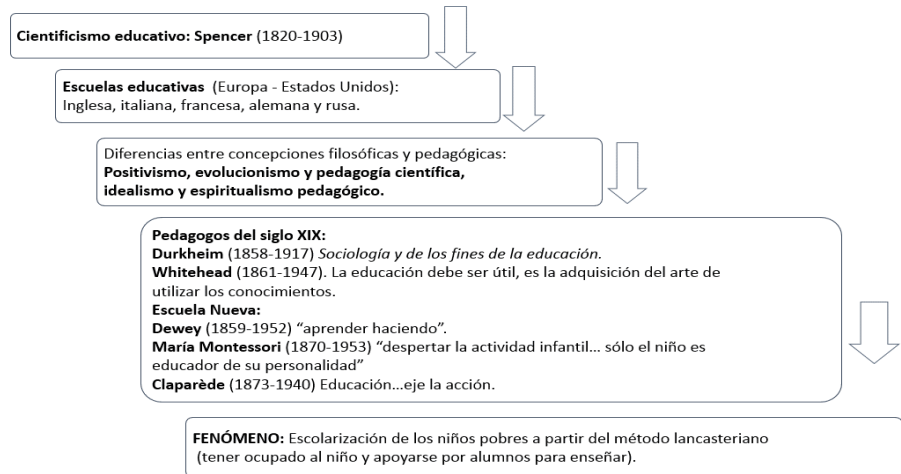 Cientificismo educativo: Spencer (1820-1903)
Escuelas educativas (Europa - Estados Unidos):
Inglesa, italiana, francesa, alemana y rusa.
Diferencias entre concepciones filosóficas y pedagógicas:
Positivismo, evolucionismo y pedagogía científica,
idealismo y espiritualismo pedagógico.
Pedagogos del siglo XIX:
Durkheim (1858-1917) Sociología y de los fines de la educación.
Whitehead (1861-1947). La educación debe ser útil, es la adquisición del arte de
utilizar los conocimientos.
Escuela Nueva:
Dewey (1859-1952) “aprender haciendo”.
María Montessori (1870-1953) “despertar la actividad infantil... sólo el niño es
educador de su personalidad”
Claparède (1873-1940) Educación...eje la acción.
FENÓMENO: Escolarización de los niños pobres a partir del método lancasteriano
(tener ocupado al niño y apoyarse por alumnos para enseñar).